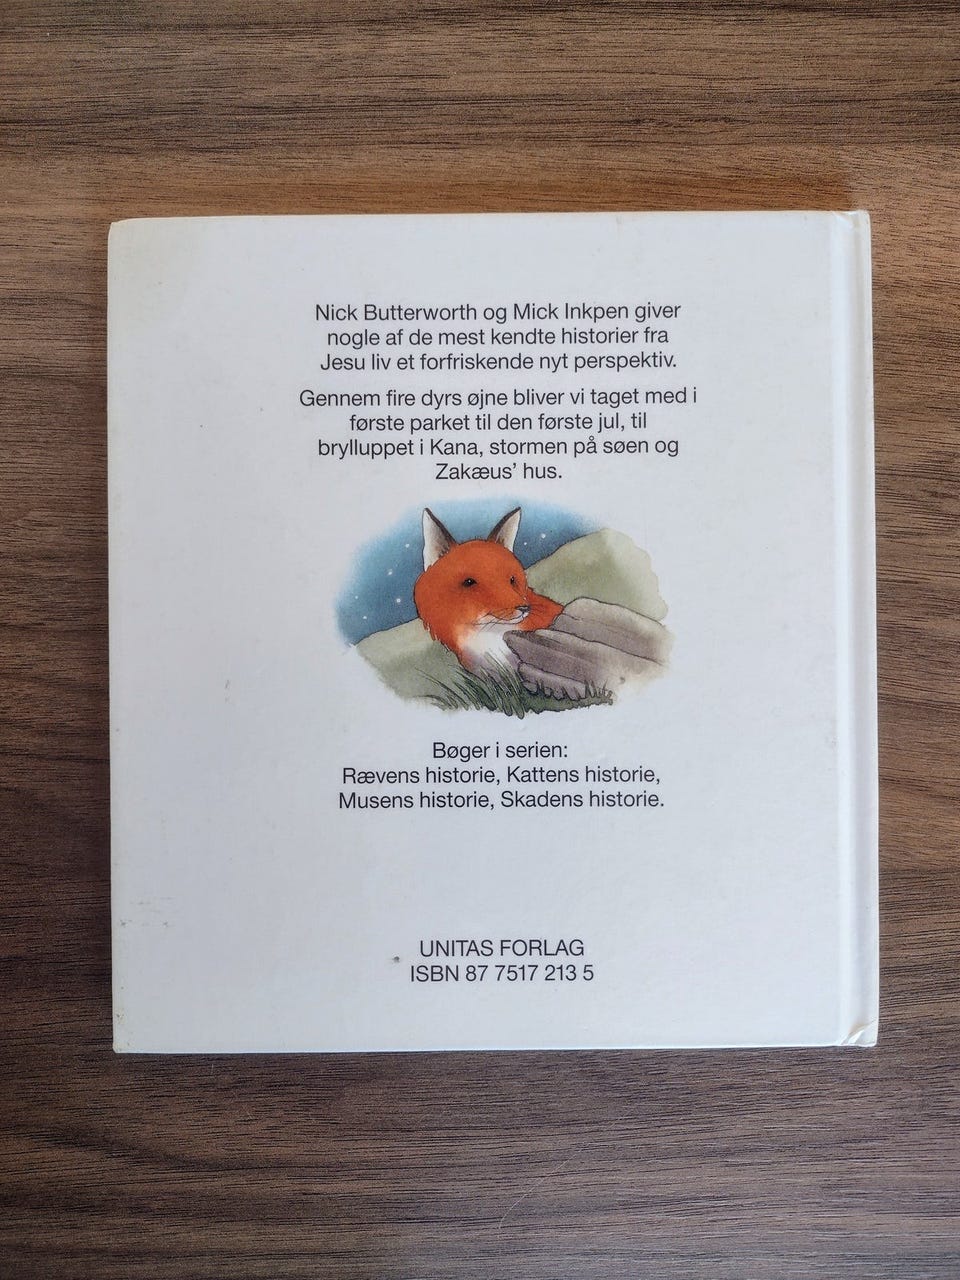 Nick Butterworth og Mick Inkpen giver
nogle af de mest kendte historier fra
Jesu liv et forfriskende nyt perspektiv.
Gennem fire dyrs øjne bliver vi taget med i
første parket til den første jul, til
brylluppet i Kana, stormen på søen og
Zakæus’ hus.
Bøger i serien:
Rævens historie, Kattens historie,
Musens historie, Skadens historie.
UNITAS FORLAG
ISBN 87 7517 213 5